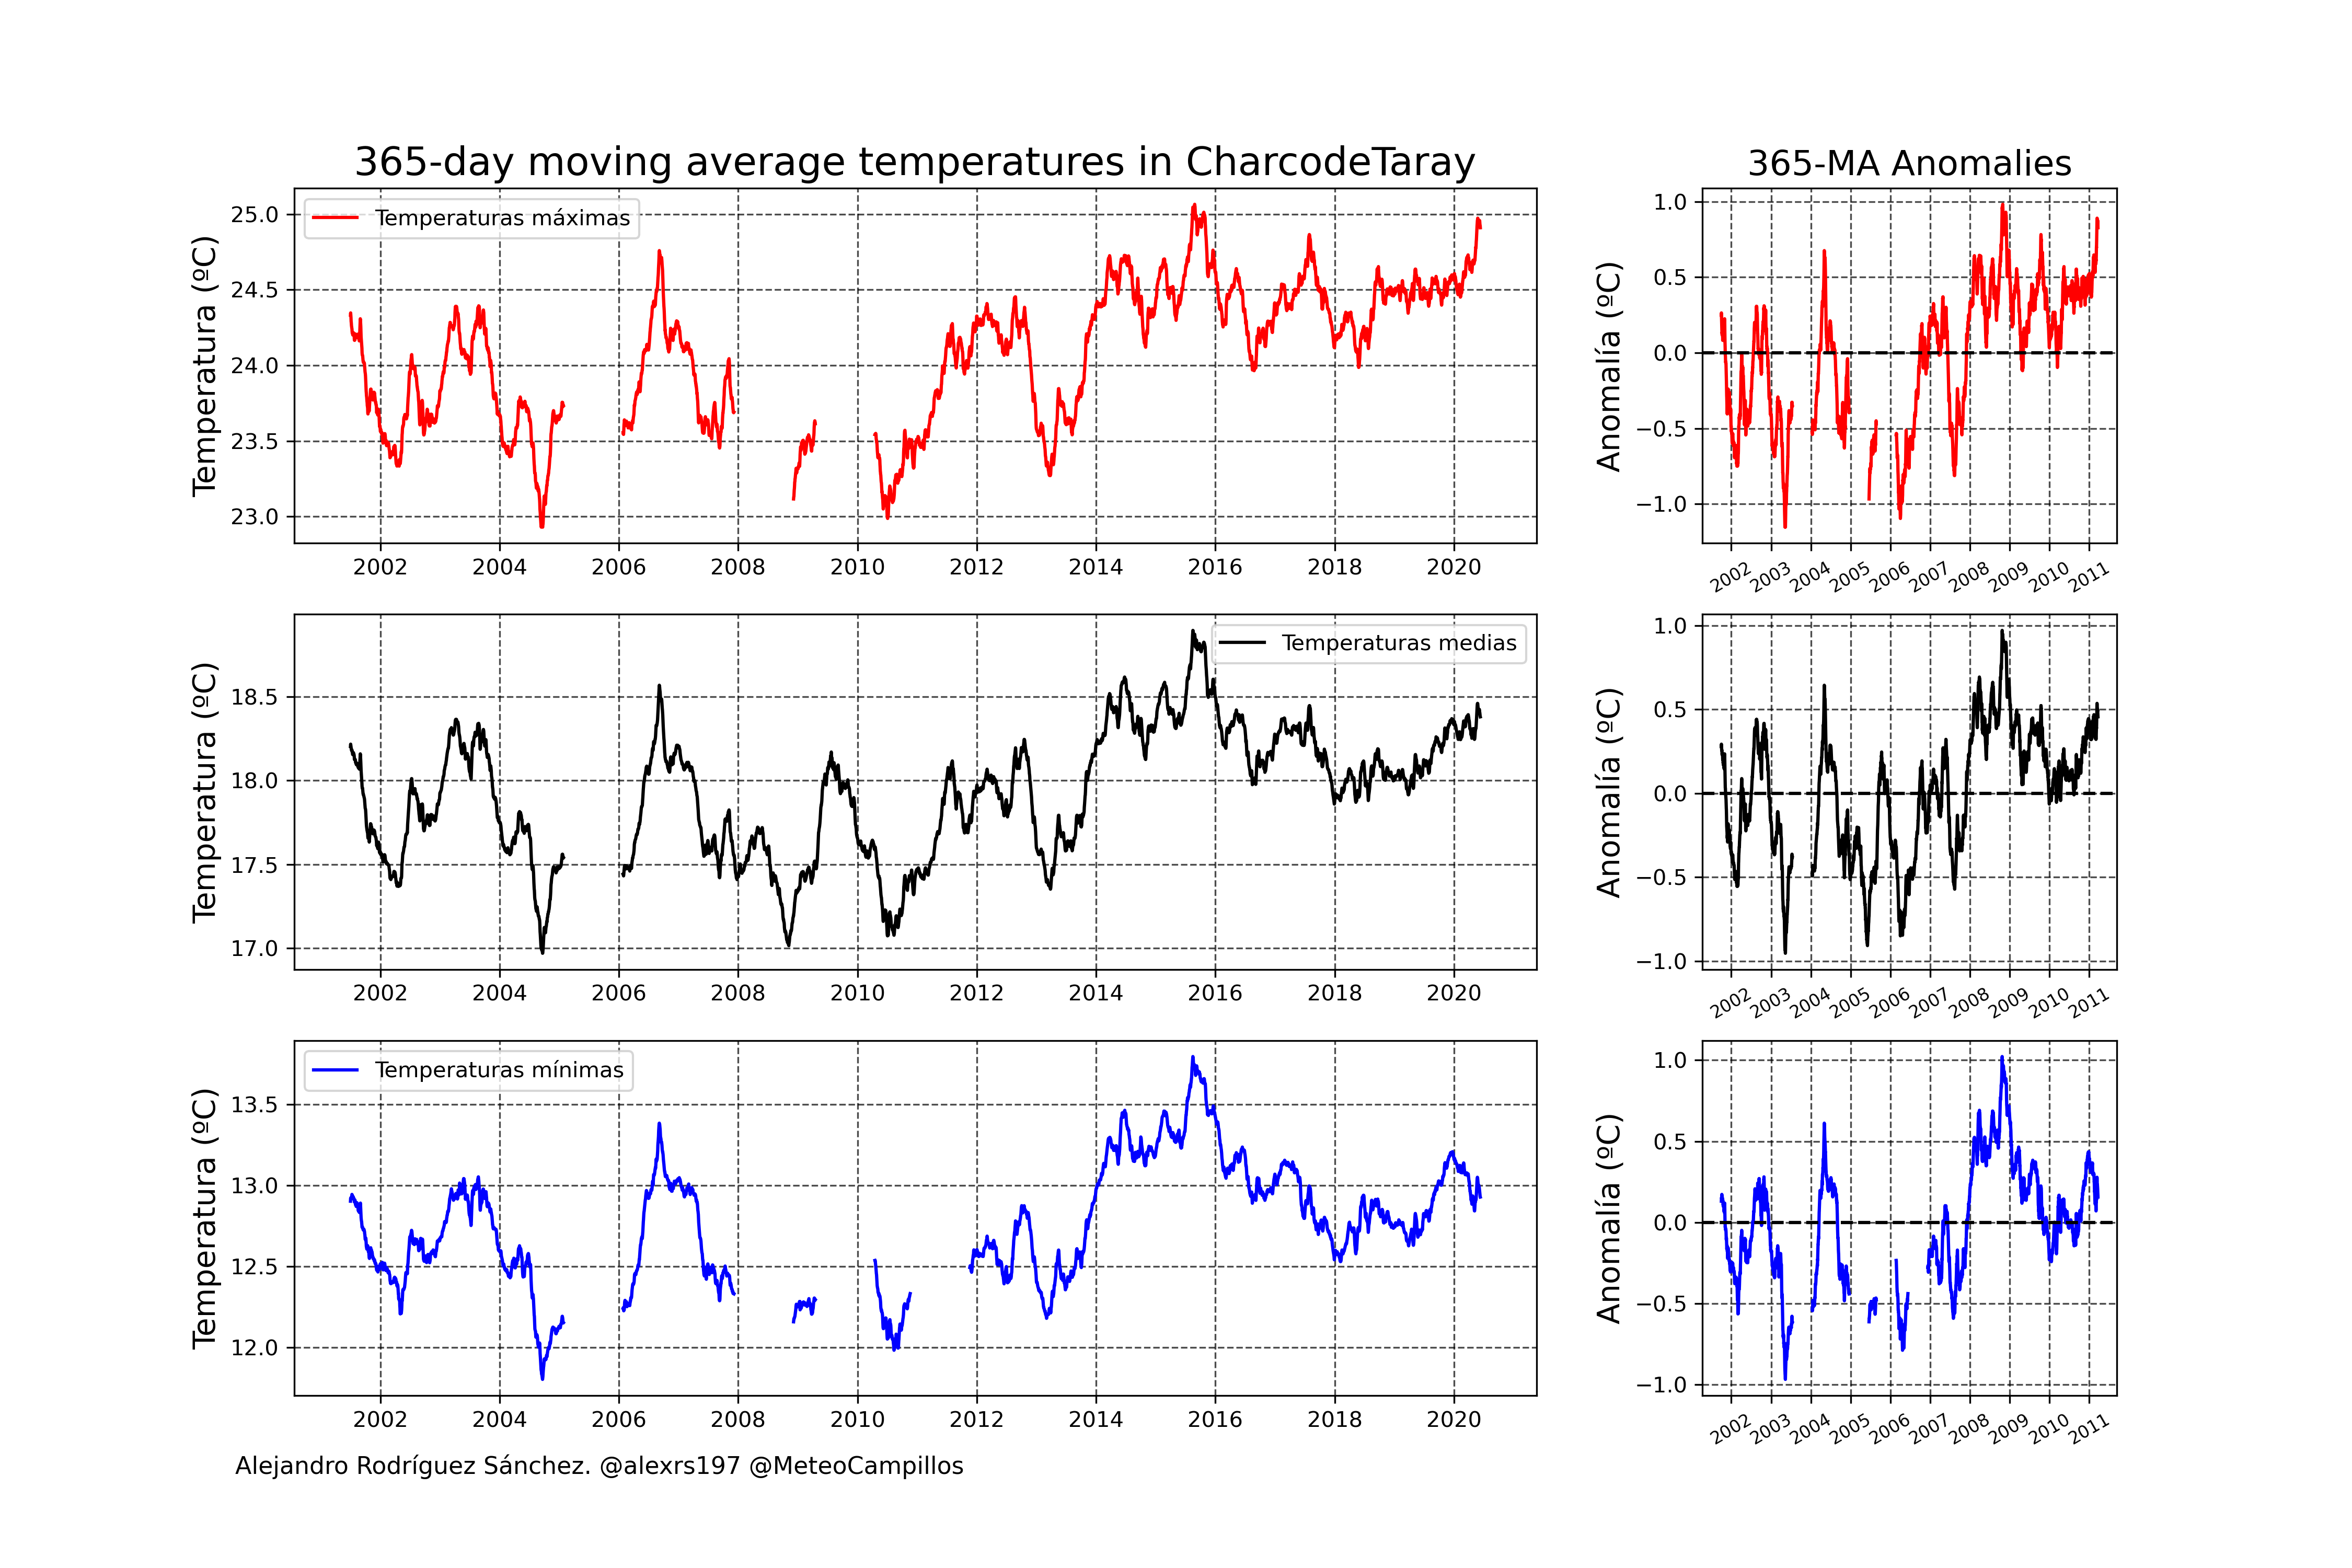 365-day moving average temperatures in CharcodeTaray
365-MA Anomalies
Temperatura (ºC)
25.0
24.5
24.0
23.5
23.0
Temperaturas máximas
2002 2004 2006 2008 2010 2012 2014 2016 2018 2020
Anomalía (ºC)
1.0
0.5
0.0
−0.5
−1.0
2002 2003 2004 2005 2006 2007 2008 2009 2010 2011
Temperatura (ºC)
18.5
18.0
17.5
17.0
Temperaturas medias
2002 2004 2006 2008 2010 2012 2014 2016 2018 2020
Anomalía (ºC)
1.0
0.5
0.0
−0.5
−1.0
2002 2003 2004 2005 2006 2007 2008 2009 2010 2011
Temperatura (ºC)
13.5
13.0
12.5
12.0
Temperaturas mínimas
2002 2004 2006 2008 2010 2012 2014 2016 2018 2020
Anomalía (ºC)
1.0
0.5
0.0
−0.5
−1.0
2002 2003 2004 2005 2006 2007 2008 2009 2010 2011
Alejandro Rodríguez Sánchez. @alexrs197 @MeteoCampillos